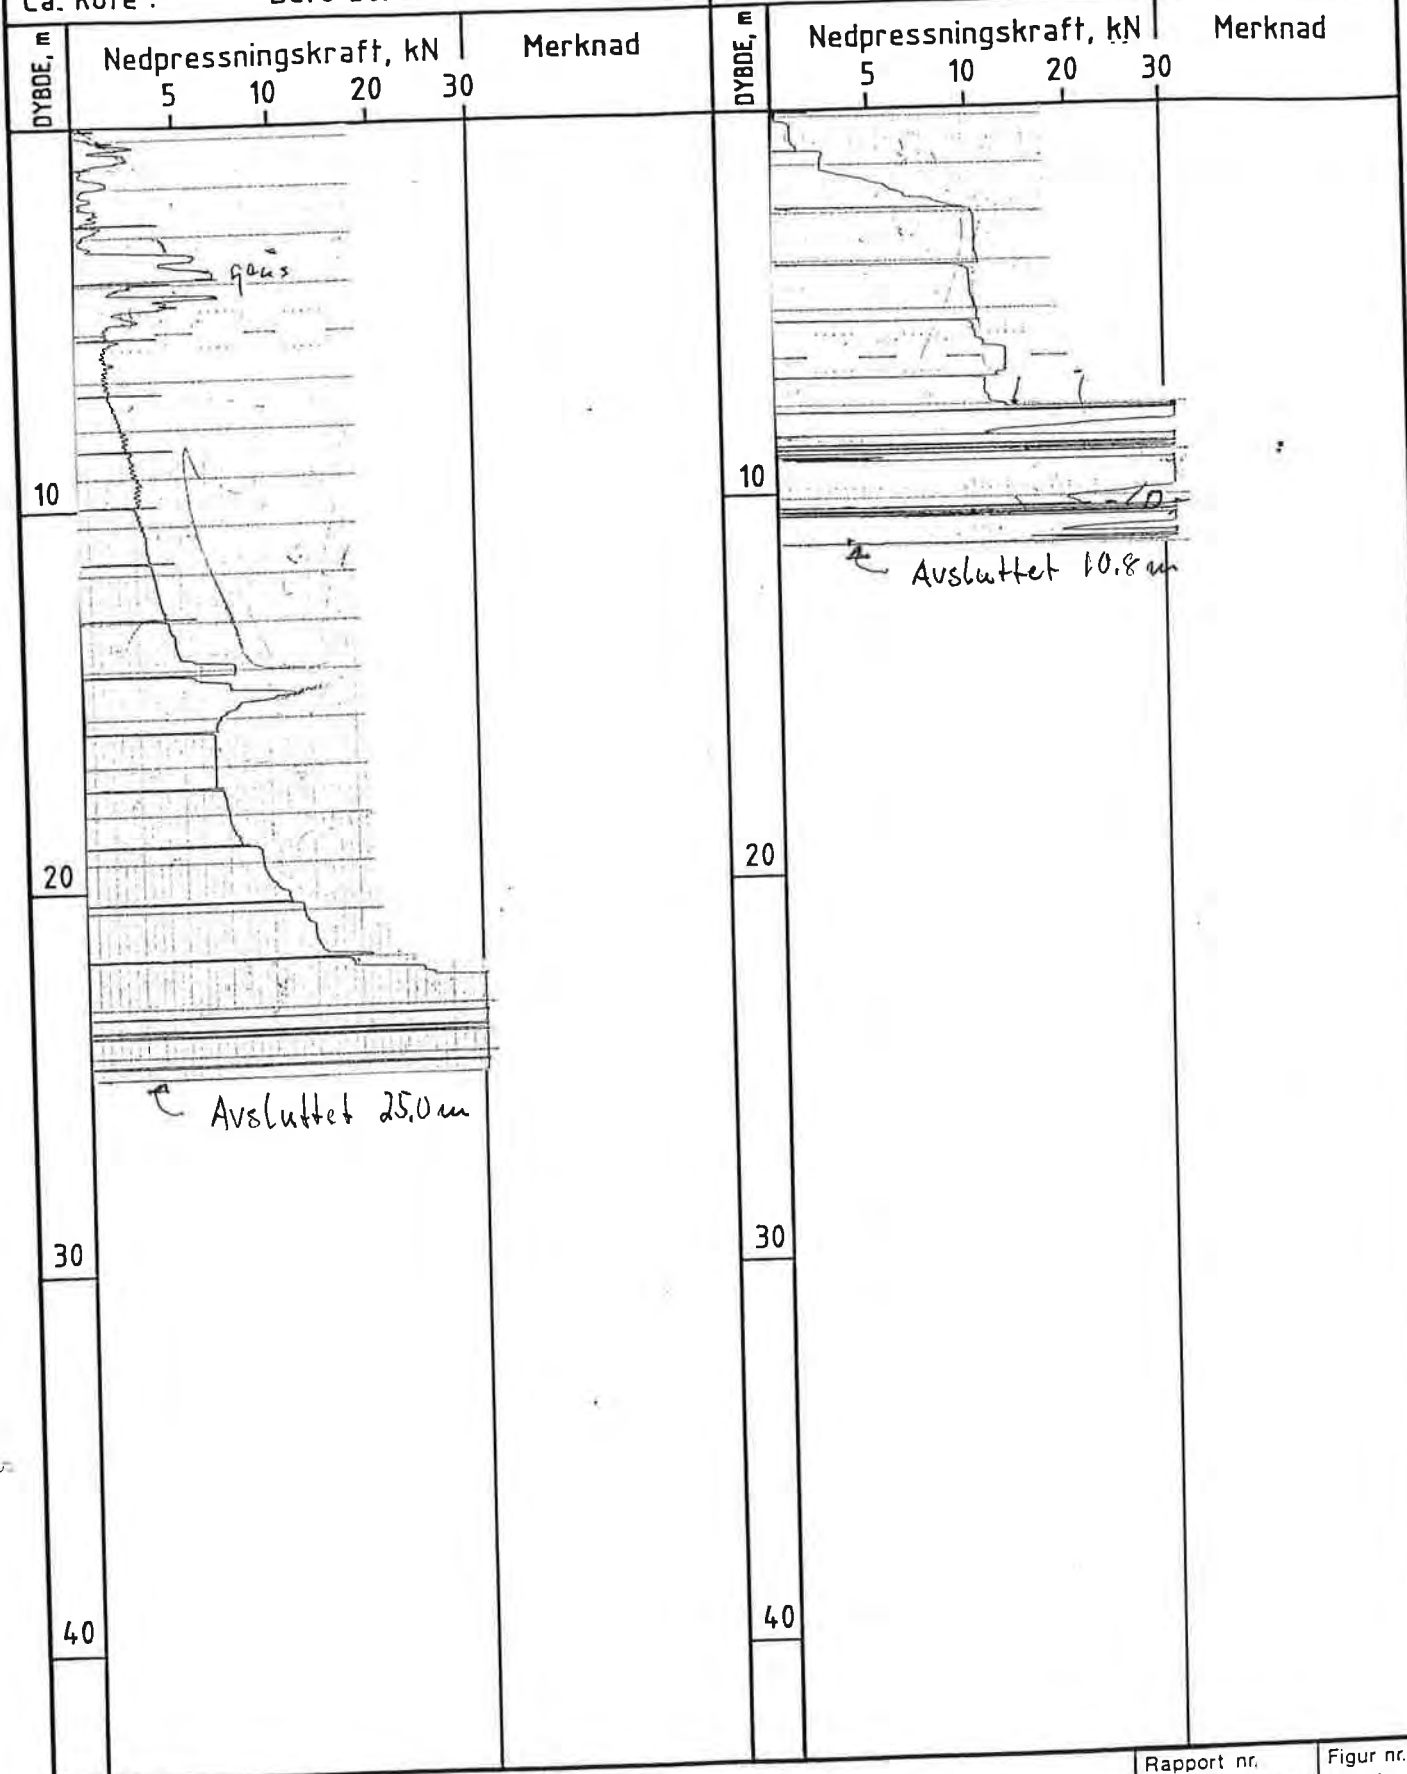 Ca. Kote :
DYBDE, m
Nedpressningskraft, kN
Merknad
5 10 20 30
10
Avsluttet 25,0 m
20
30
40
DYBDE, m
Nedpressningskraft, kN
Merknad
5 10 20 30
10
Avsluttet 10.8 m
20
30
40
Rapport nr.
Figur nr.